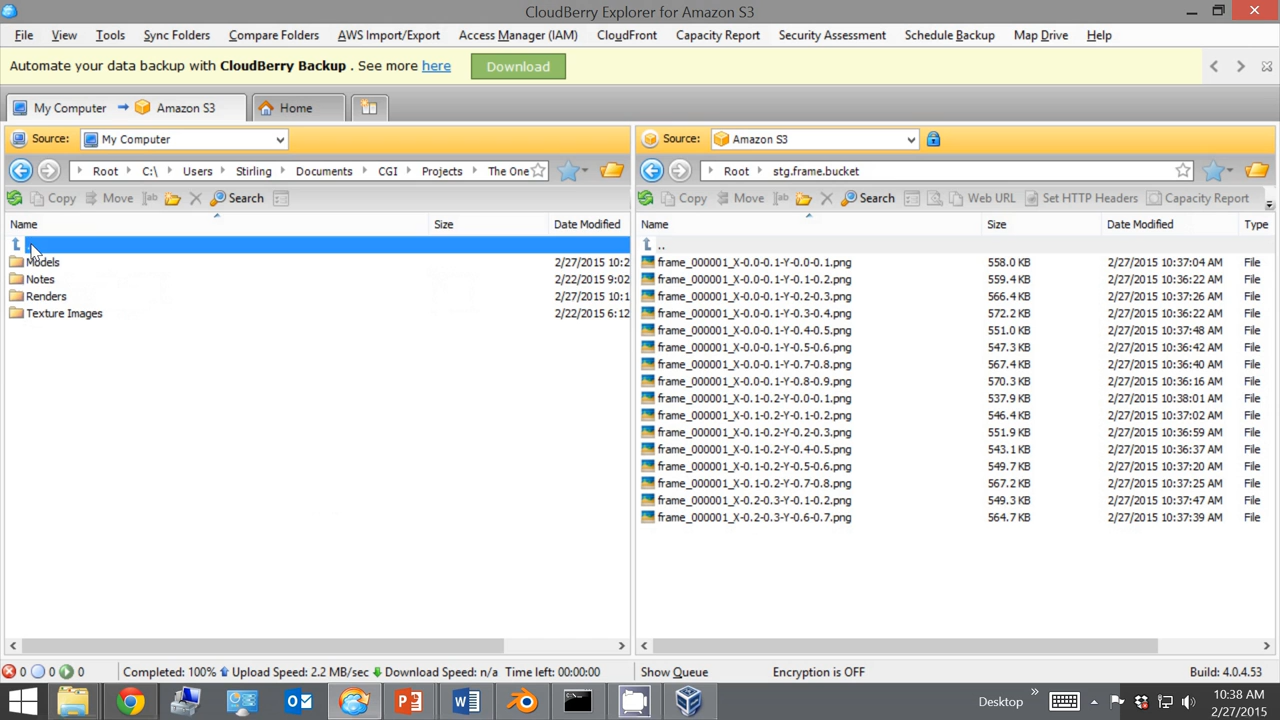 CloudBerry Explorer for Amazon S3
File View Tools Sync Folders Compare Folders AWS Import/Export Access Manager (IAM) CloudFront Capacity Report Security Assessment Schedule Backup Map Drive Help
Automate your data backup with CloudBerry Backup . See more here Download
My Computer Amazon S3 Home
Source: My Computer
Root C:\ Users Stirling Documents CGI Projects The One
Copy Move Search
Name Size Date Modified
Models 2/27/2015 10:2
Notes 2/22/2015 9:02
Renders 2/27/2015 10:1
Texture Images 2/22/2015 6:12
Source: Amazon S3
Root stg.frame.bucket
Copy Move Search Web URL Set HTTP Headers Capacity Report
Name Size Date Modified Type
..
frame_000001_X-0.0-0.1-Y-0.0-0.1.png 558.0 KB 2/27/2015 10:37:04 AM File
frame_000001_X-0.0-0.1-Y-0.1-0.2.png 559.4 KB 2/27/2015 10:36:22 AM File
frame_000001_X-0.0-0.1-Y-0.2-0.3.png 566.4 KB 2/27/2015 10:37:26 AM File
frame_000001_X-0.0-0.1-Y-0.3-0.4.png 572.2 KB 2/27/2015 10:36:22 AM File
frame_000001_X-0.0-0.1-Y-0.4-0.5.png 551.0 KB 2/27/2015 10:37:48 AM File
frame_000001_X-0.0-0.1-Y-0.5-0.6.png 547.3 KB 2/27/2015 10:36:42 AM File
frame_000001_X-0.0-0.1-Y-0.7-0.8.png 567.4 KB 2/27/2015 10:36:40 AM File
frame_000001_X-0.0-0.1-Y-0.8-0.9.png 570.3 KB 2/27/2015 10:36:16 AM File
frame_000001_X-0.1-0.2-Y-0.0-0.1.png 537.9 KB 2/27/2015 10:38:01 AM File
frame_000001_X-0.1-0.2-Y-0.1-0.2.png 546.4 KB 2/27/2015 10:37:02 AM File
frame_000001_X-0.1-0.2-Y-0.2-0.3.png 551.9 KB 2/27/2015 10:36:59 AM File
frame_000001_X-0.1-0.2-Y-0.4-0.5.png 543.1 KB 2/27/2015 10:36:37 AM File
frame_000001_X-0.1-0.2-Y-0.5-0.6.png 549.7 KB 2/27/2015 10:37:20 AM File
frame_000001_X-0.1-0.2-Y-0.7-0.8.png 567.2 KB 2/27/2015 10:37:25 AM File
frame_000001_X-0.2-0.3-Y-0.1-0.2.png 549.3 KB 2/27/2015 10:37:47 AM File
frame_000001_X-0.2-0.3-Y-0.6-0.7.png 564.7 KB 2/27/2015 10:37:39 AM File
0 0 0 Completed: 100% Upload Speed: 2.2 MB/sec Download Speed: n/a Time left: 00:00:00 Show Queue Encryption is OFF Build: 4.0.4.53
Desktop 10:38 AM
2/27/2015